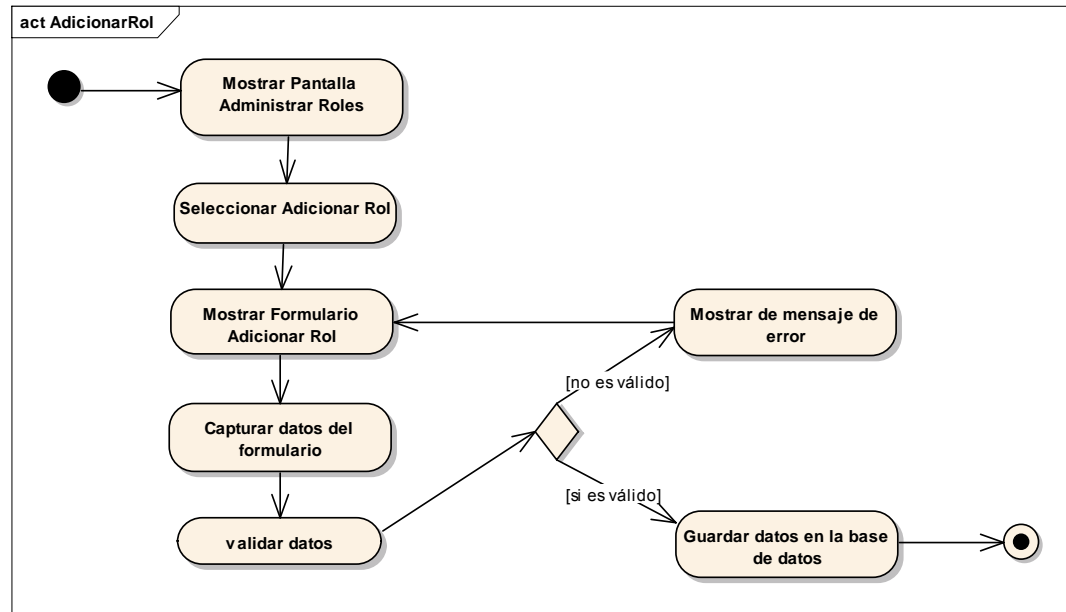 act AdicionarRol
Mostrar Pantalla
Administrar Roles
Seleccionar Adicionar Rol
Mostrar Formulario
Adicionar Rol
Mostrar de mensaje de
error
[no es válido]
Capturar datos del
formulario
[si es válido]
validar datos
Guardar datos en la base
de datos